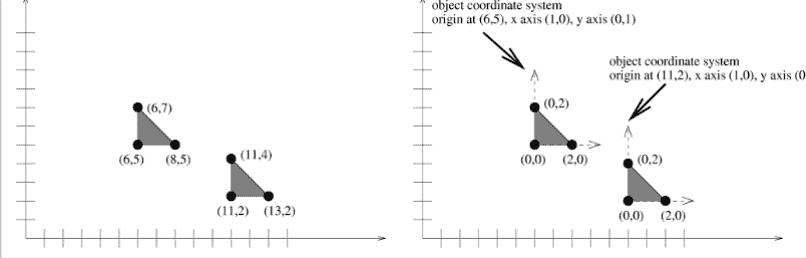 object coordinate system
origin at (6,5), x axis (1,0), y axis (0,1)
object coordinate system
origin at (11,2), x axis (1,0), y axis (0
(6,7)
(6,5) (8,5)
(11,4)
(11,2) (13,2)
(0,2)
(0,0) (2,0)
(0,2)
(0,0) (2,0)